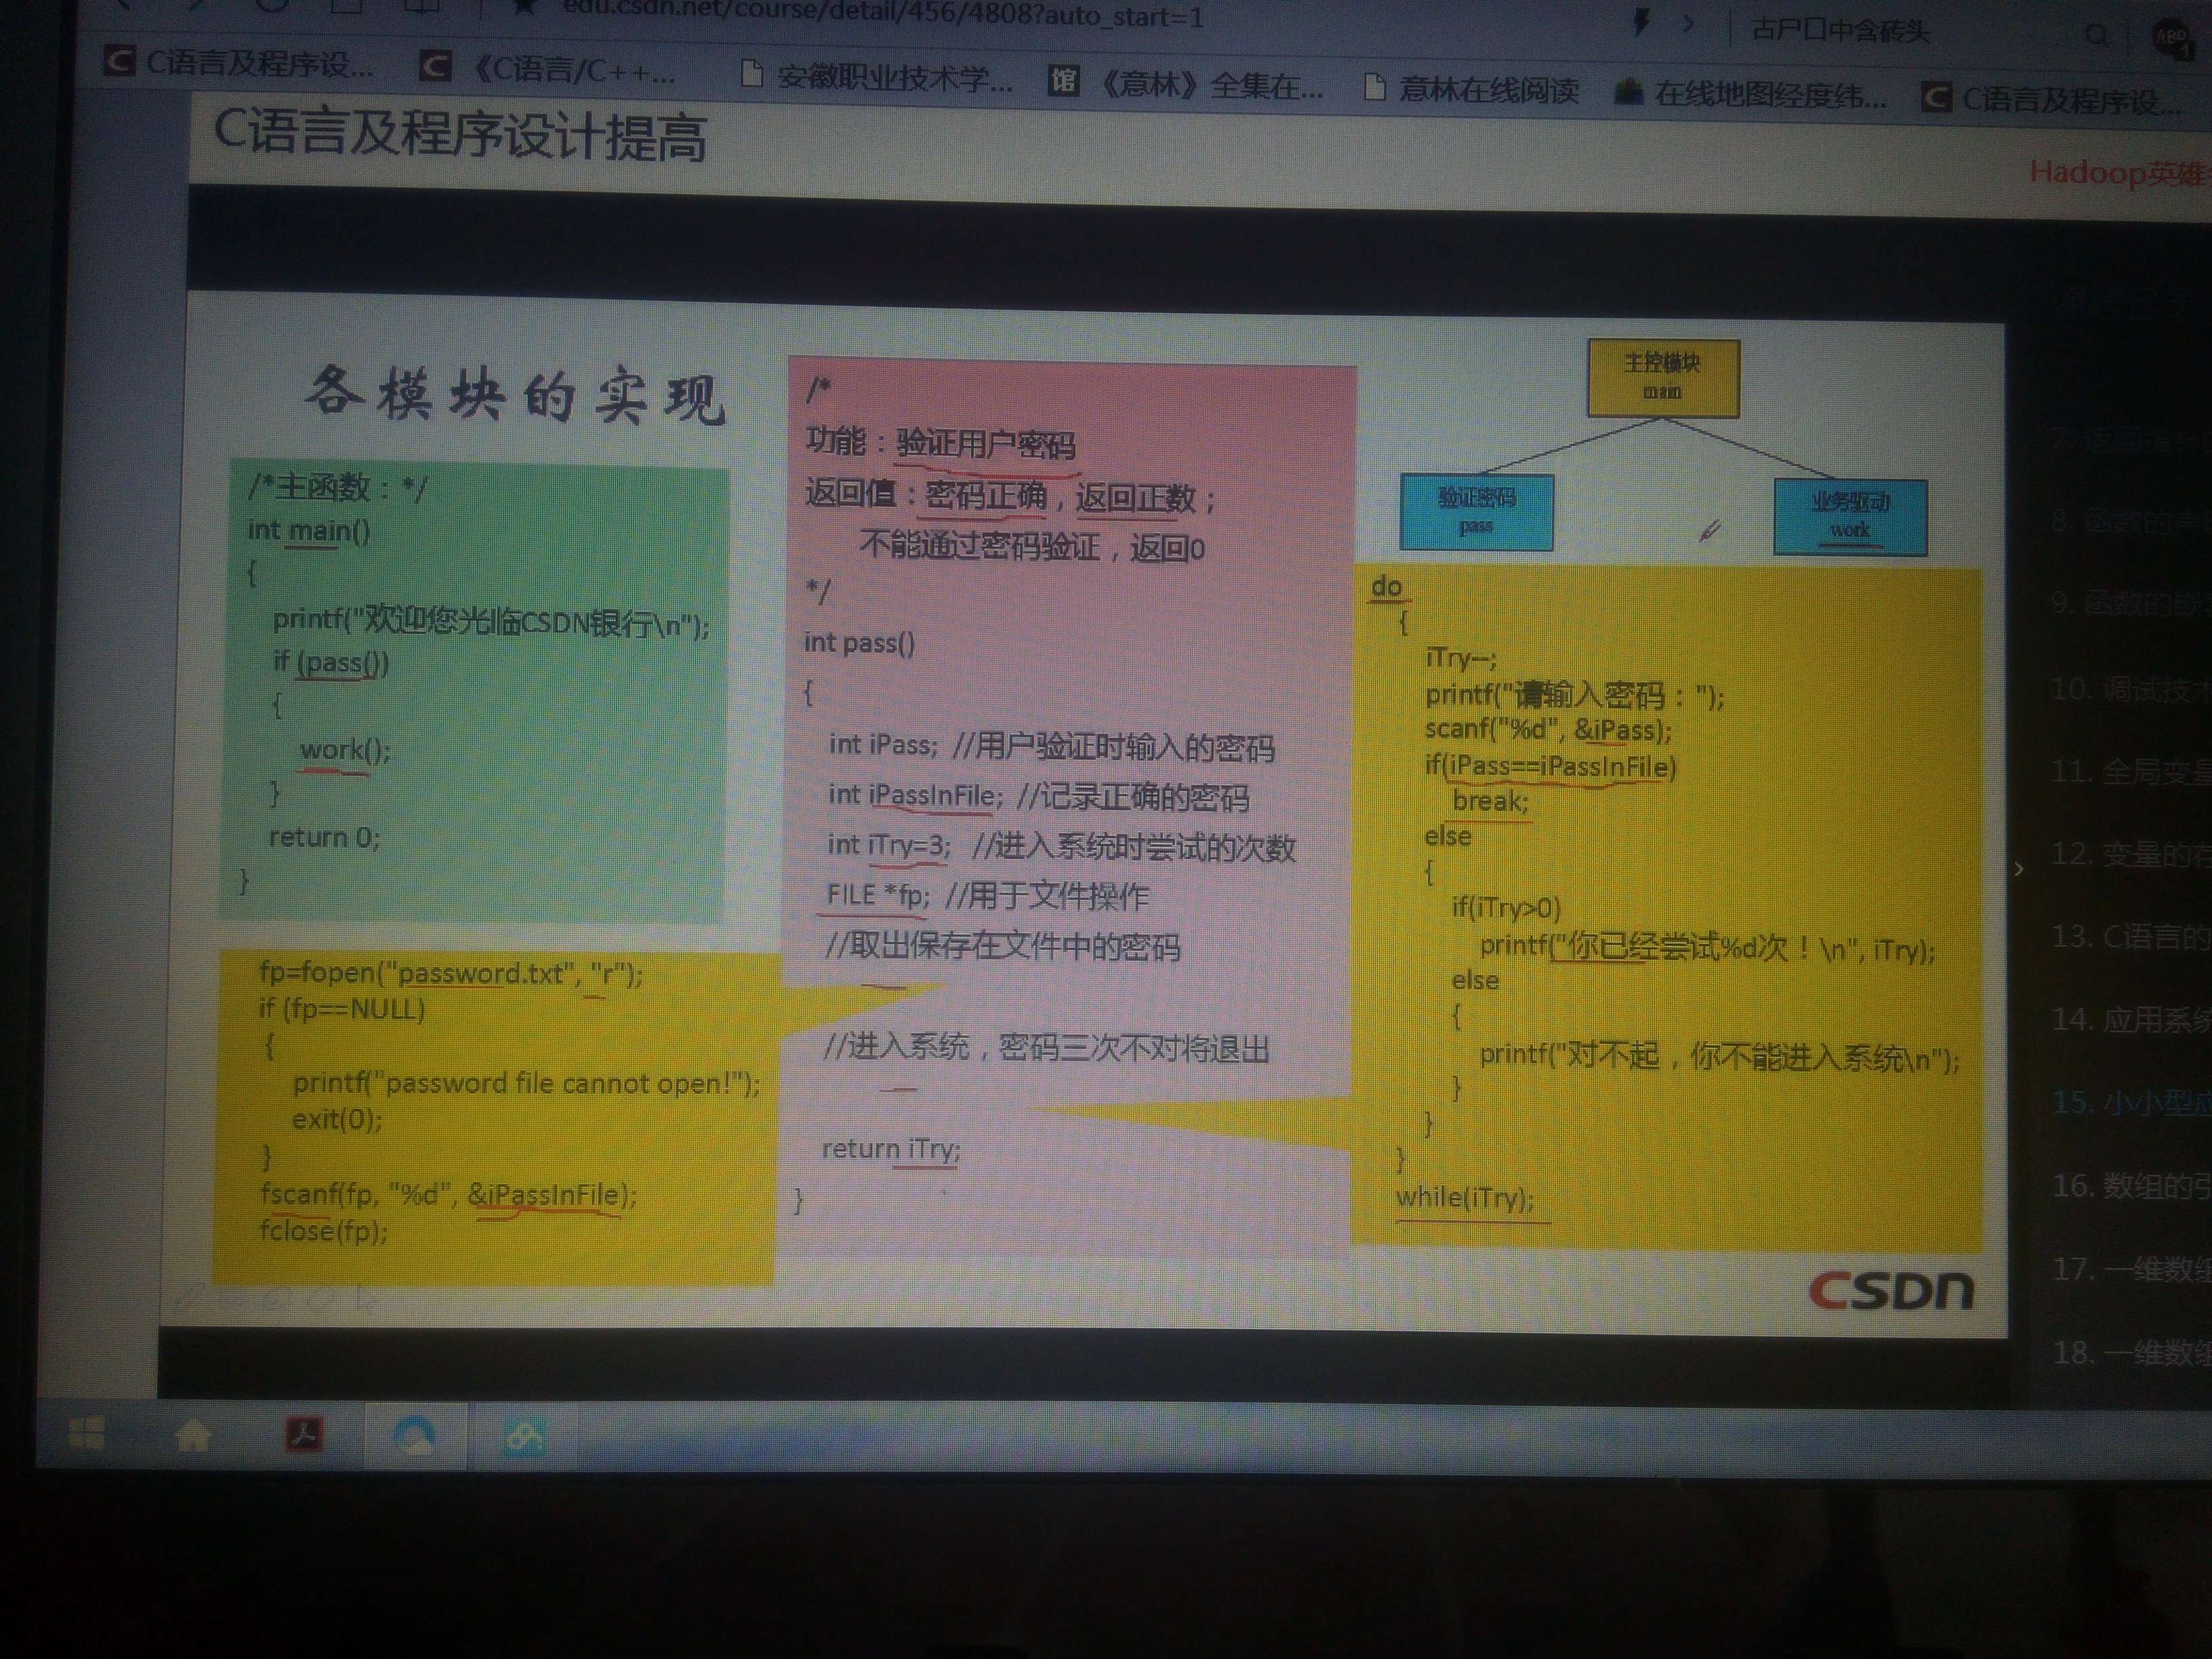 edu.csdn.net/course/detail/456/4808?auto_start=1
古尸口中含砖头
ABP
1
C语言及程序设...
《C语言/C++...
安徽职业技术学...
馆 《意林》全集在...
意林在线阅读
在线地图经度纬...
C语言及程序设...
C语言及程序设计提高
Hadoop英雄
各模块的实现
/*主函数：*/
int main()
{
printf("欢迎您光临CSDN银行\n");
if (pass())
{
work();
}
return 0;
}
fp=fopen("password.txt", "r");
if (fp==NULL)
{
printf("password file cannot open!");
exit(0);
}
fscanf(fp, "%d", &iPassInFile);
fclose(fp);
/*
功能：验证用户密码
返回值：密码正确，返回正数；
不能通过密码验证，返回0
*/
int pass()
{
int iPass; //用户验证时输入的密码
int iPassInFile; //记录正确的密码
int iTry=3; //进入系统时尝试的次数
FILE *fp; //用于文件操作
//取出保存在文件中的密码
//进入系统，密码三次不对将退出
return iTry;
}
主控模块
main
验证密码
pass
业务驱动
work
do
{
iTry--;
printf("请输入密码：");
scanf("%d", &iPass);
if(iPass==iPassInFile)
break;
else
{
if(iTry>0)
printf("你已经尝试%d次！\n", iTry);
else
{
printf("对不起，你不能进入系统\n");
}
}
}
while(iTry);
CSDN
8. 函数的声
9. 函数的嵌
10. 调试技术
11. 全局变量
12. 变量的存
13. C语言的
14. 应用系统
15. 小小型应
16. 数组的引
17. 一维数组
18. 一维数组